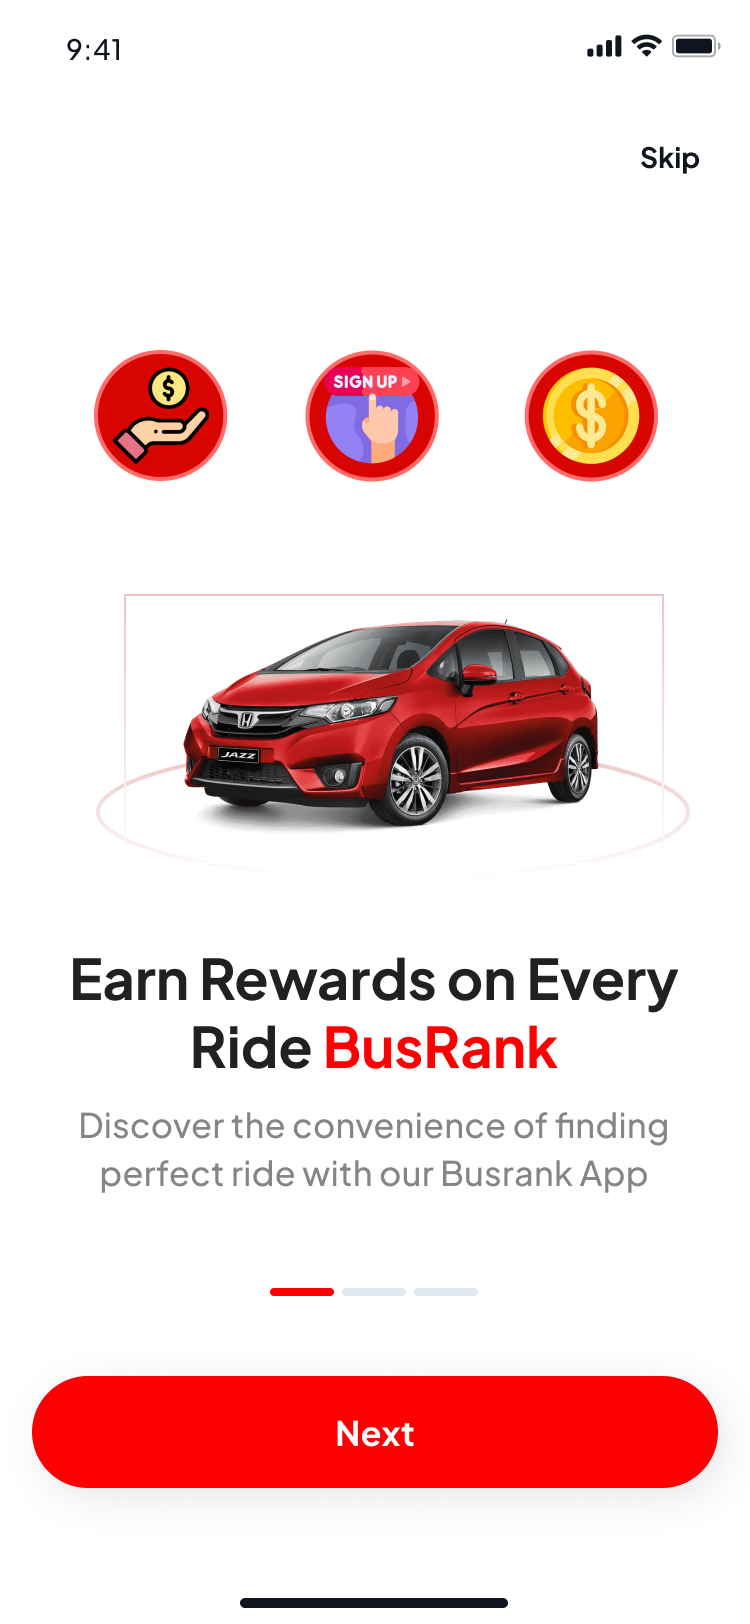 9:41
Skip
SIGN UP
$
$
JAZZ
Earn Rewards on Every
Ride BusRank
Discover the convenience of finding
perfect ride with our Busrank App
Next